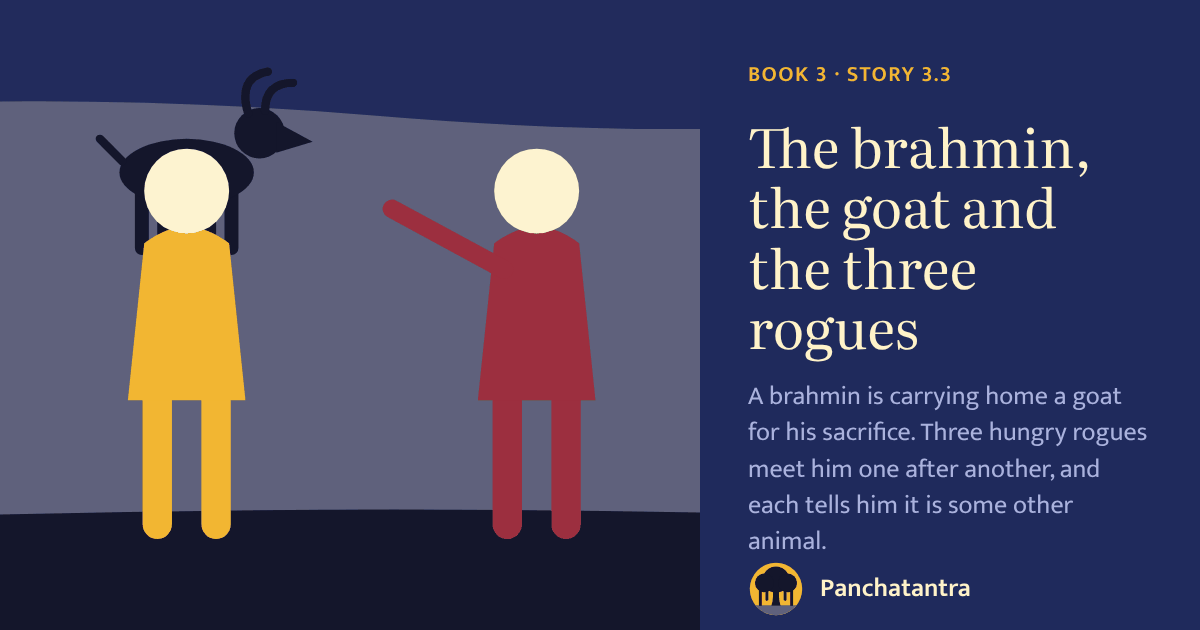 BOOK 3 · STORY 3.3
The brahmin,
the goat and
the three
rogues
A brahmin is carrying home a goat
for his sacrifice. Three hungry rogues
meet him one after another, and
each tells him it is some other
animal.
Panchatantra